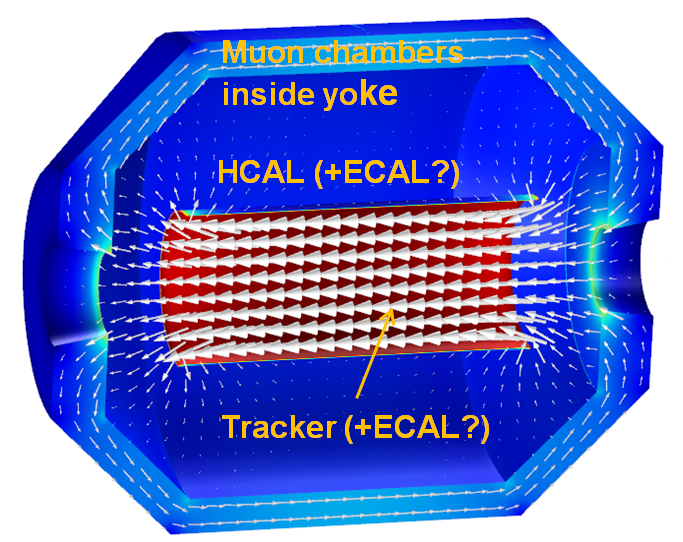 Muon chambers
inside yoke
HCAL (+ECAL?)
Tracker (+ECAL?)